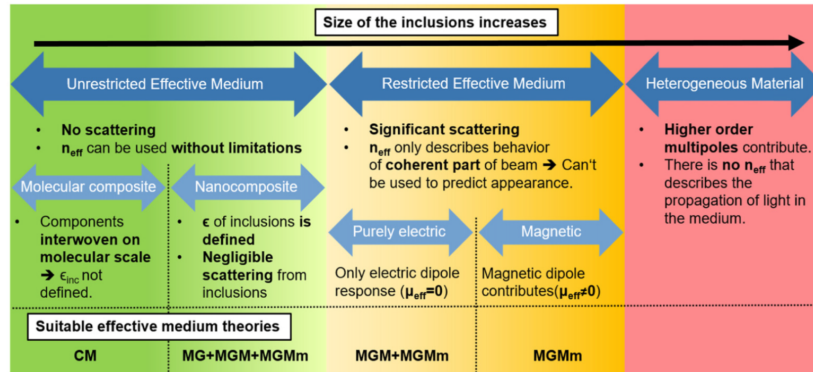 Size of the inclusions increases
Unrestricted Effective Medium
Restricted Effective Medium
Heterogeneous Material
• No scattering
• n_eff can be used without limitations
• Significant scattering
• n_eff only describes behavior
of coherent part of beam ➔ Can't
be used to predict appearance.
• Higher order
multipoles contribute.
• There is no n_eff that
describes the
propagation of light in
the medium.
Molecular composite
Nanocomposite
• Components
interwoven on
molecular scale
➔ ϵ_inc not
defined.
• ϵ of inclusions is
defined
• Negligible
scattering from
inclusions
Purely electric
Magnetic
Only electric dipole
response (μ_eff=0)
Magnetic dipole
contributes(μ_eff≠0)
Suitable effective medium theories
CM
MG+MGM+MGMm
MGM+MGMm
MGMm